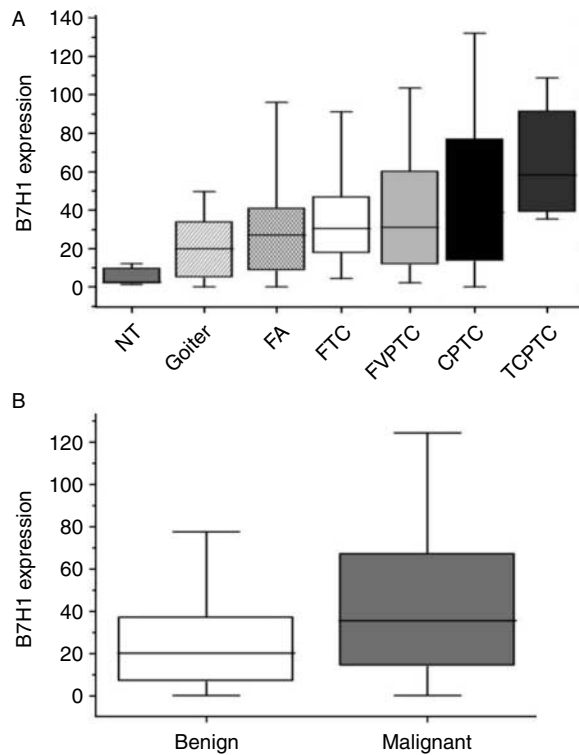 A
B7H1 expression
140
120
100
80
60
40
20
0
NT
Goiter
FA
FTC
FVPTC
CPTC
TCPTC
B
B7H1 expression
120
100
80
60
40
20
0
Benign
Malignant